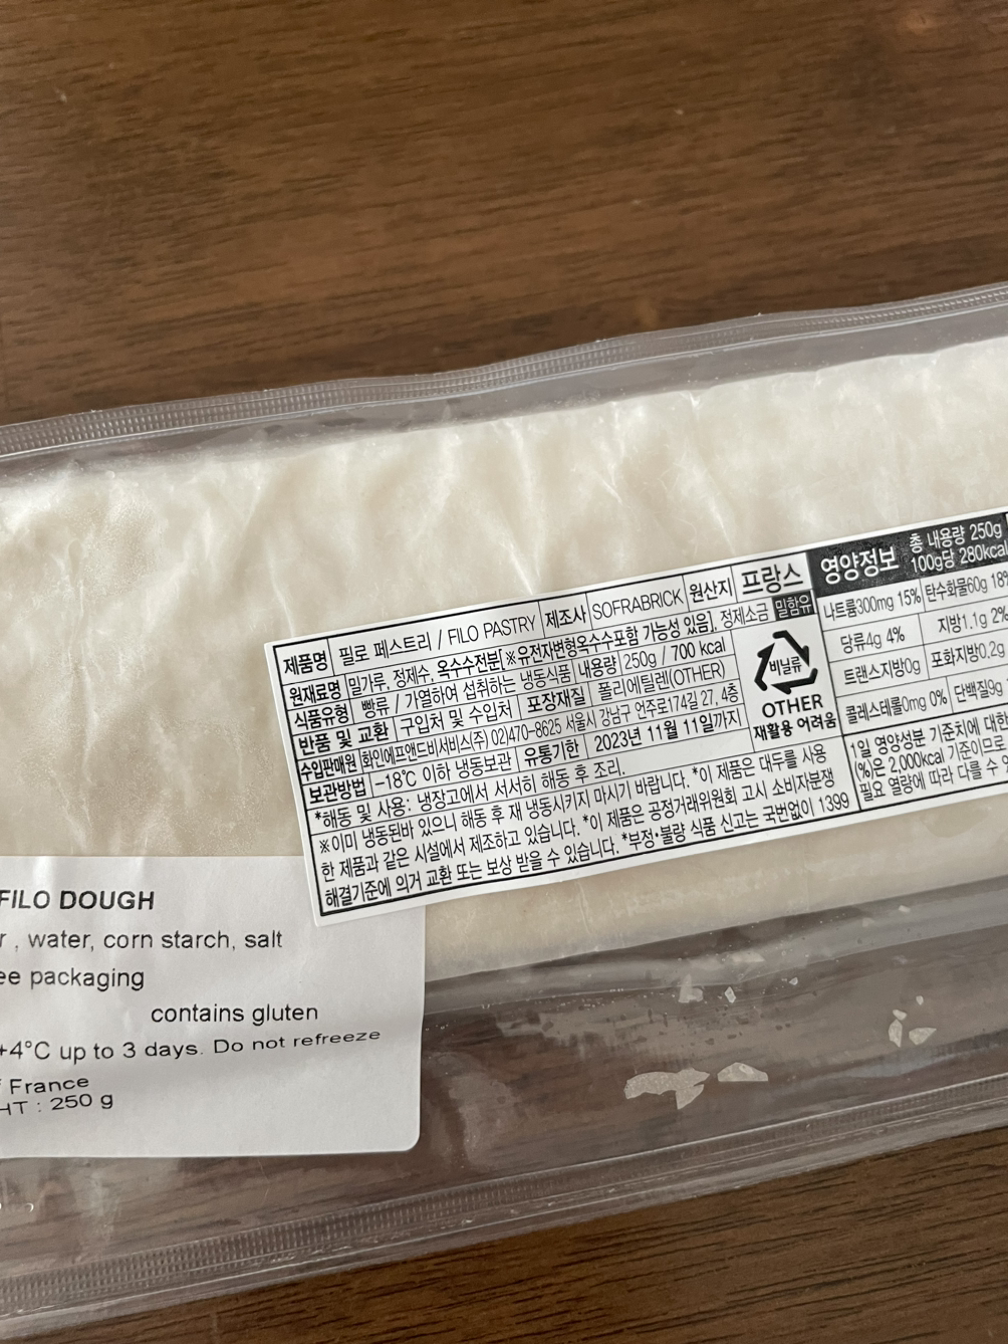 제품명 필로 페스트리 / FILO PASTRY 제조사 SOFRABRICK 원산지 프랑스
원재료명 밀가루, 정제수, 옥수수전분[※유전자변형옥수수포함 가능성 있음], 정제소금 밀함유
식품유형 빵류 / 가열하여 섭취하는 냉동식품 내용량 250g / 700 kcal
반품 및 교환 구입처 및 수입처 포장재질 폴리에틸렌(OTHER)
수입판매원 (화인에프앤드비서비스(주) 02)470-8625 서울시 강남구 언주로174길 27, 4층
보관방법 -18℃ 이하 냉동보관 유통기한 2023년 11월 11일까지
*해동 및 사용: 냉장고에서 서서히 해동 후 조리.
※이미 냉동된바 있으니 해동 후 재 냉동시키지 마시기 바랍니다. *이 제품은 대두를 사용
한 제품과 같은 시설에서 제조하고 있습니다. *이 제품은 공정거래위원회 고시 소비자분쟁
해결기준에 의거 교환 또는 보상 받을 수 있습니다. *부정•불량 식품 신고는 국번없이 1399
비닐류
OTHER
재활용 어려움
영양정보 총 내용량 250g
100g당 280kcal
나트륨300mg 15% 탄수화물60g 18%
당류4g 4% 지방1.1g 2%
트랜스지방0g 포화지방0.2g
콜레스테롤0mg 0% 단백질9g
1일 영양성분 기준치에 대한
(%)은 2,000kcal 기준이므로
필요 열량에 따라 다를 수
FILO DOUGH
r , water, corn starch, salt
ee packaging
contains gluten
+4°C up to 3 days. Do not refreeze
France
HT : 250 g